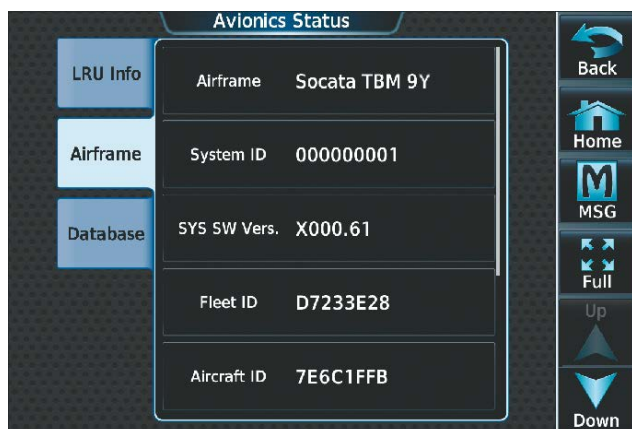 Avionics Status
LRU Info
Airframe
Database
Airframe Socata TBM 9Y
System ID 000000001
SYS SW Vers. X000.61
Fleet ID D7233E28
Aircraft ID 7E6C1FFB
Back
Home
MSG
Full
Up
Down